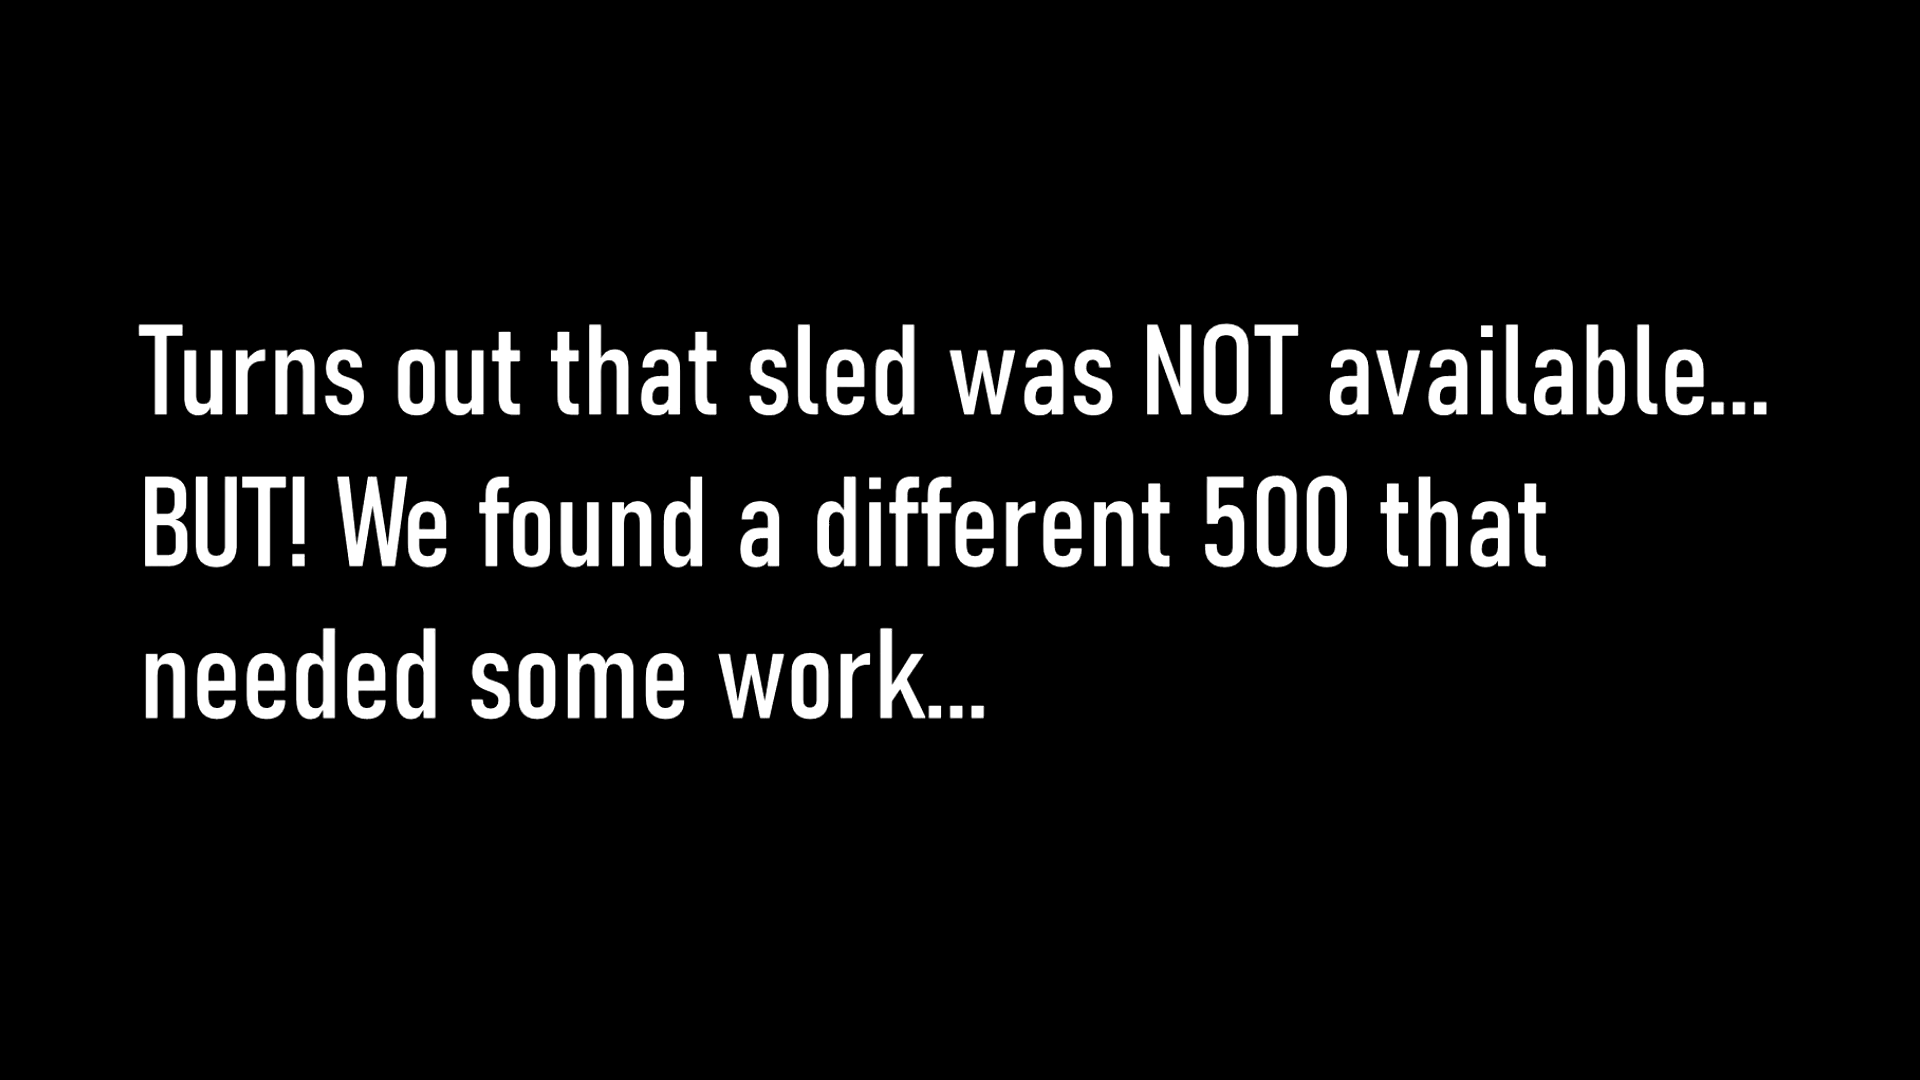 Turns out that sled was NOT available...
BUT! We found a different 500 that
needed some work...